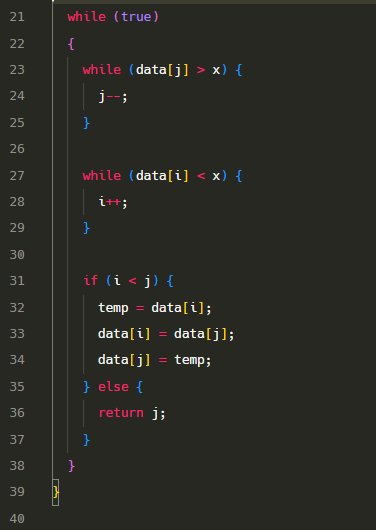 21 while (true)
22 {
23 while (data[j] > x) {
24 j--;
25 }
26
27 while (data[i] < x) {
28 i++;
29 }
30
31 if (i < j) {
32 temp = data[i];
33 data[i] = data[j];
34 data[j] = temp;
35 } else {
36 return j;
37 }
38 }
39 }
40